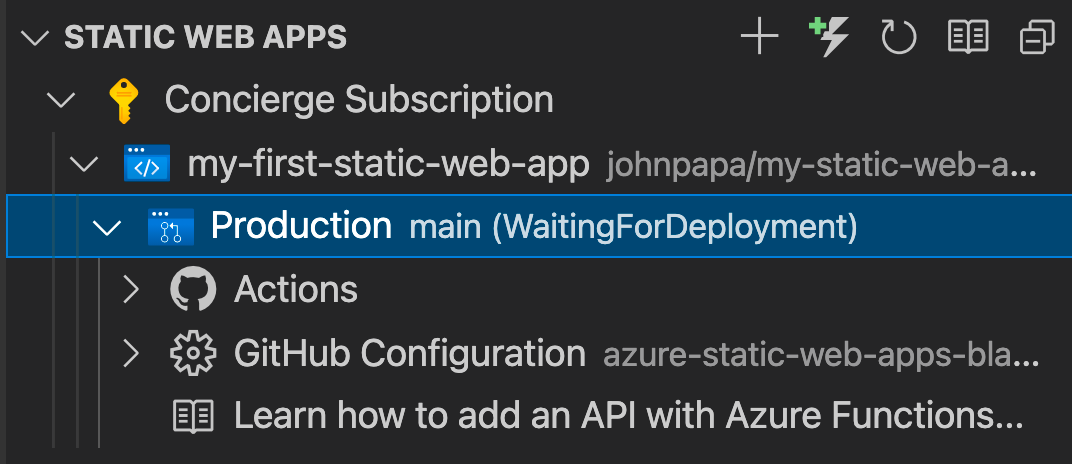 STATIC WEB APPS
Concierge Subscription
my-first-static-web-app johnpapa/my-static-web-a...
Production main (WaitingForDeployment)
Actions
GitHub Configuration azure-static-web-apps-bla...
Learn how to add an API with Azure Functions...